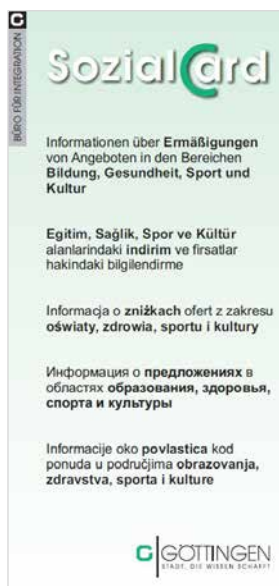 G
BÜRO FÜR INTEGRATION
SozialCard
Informationen über Ermäßigungen
von Angeboten in den Bereichen
Bildung, Gesundheit, Sport und
Kultur
Egitim, Sağlik, Spor ve Kültür
alanlarindaki indirim ve firsatlar
hakindaki bilgilendirme
Informacja o zniżkach ofert z zakresu
oświaty, zdrowia, sportu i kultury
Информация о предложениях в
областях образования, здоровья,
спорта и культуры
Informacije oko povlastica kod
ponuda u područjima obrazovanja,
zdravstva, sporta i kulture
G GÖTTINGEN
STADT, DIE WISSEN SCHAFFT